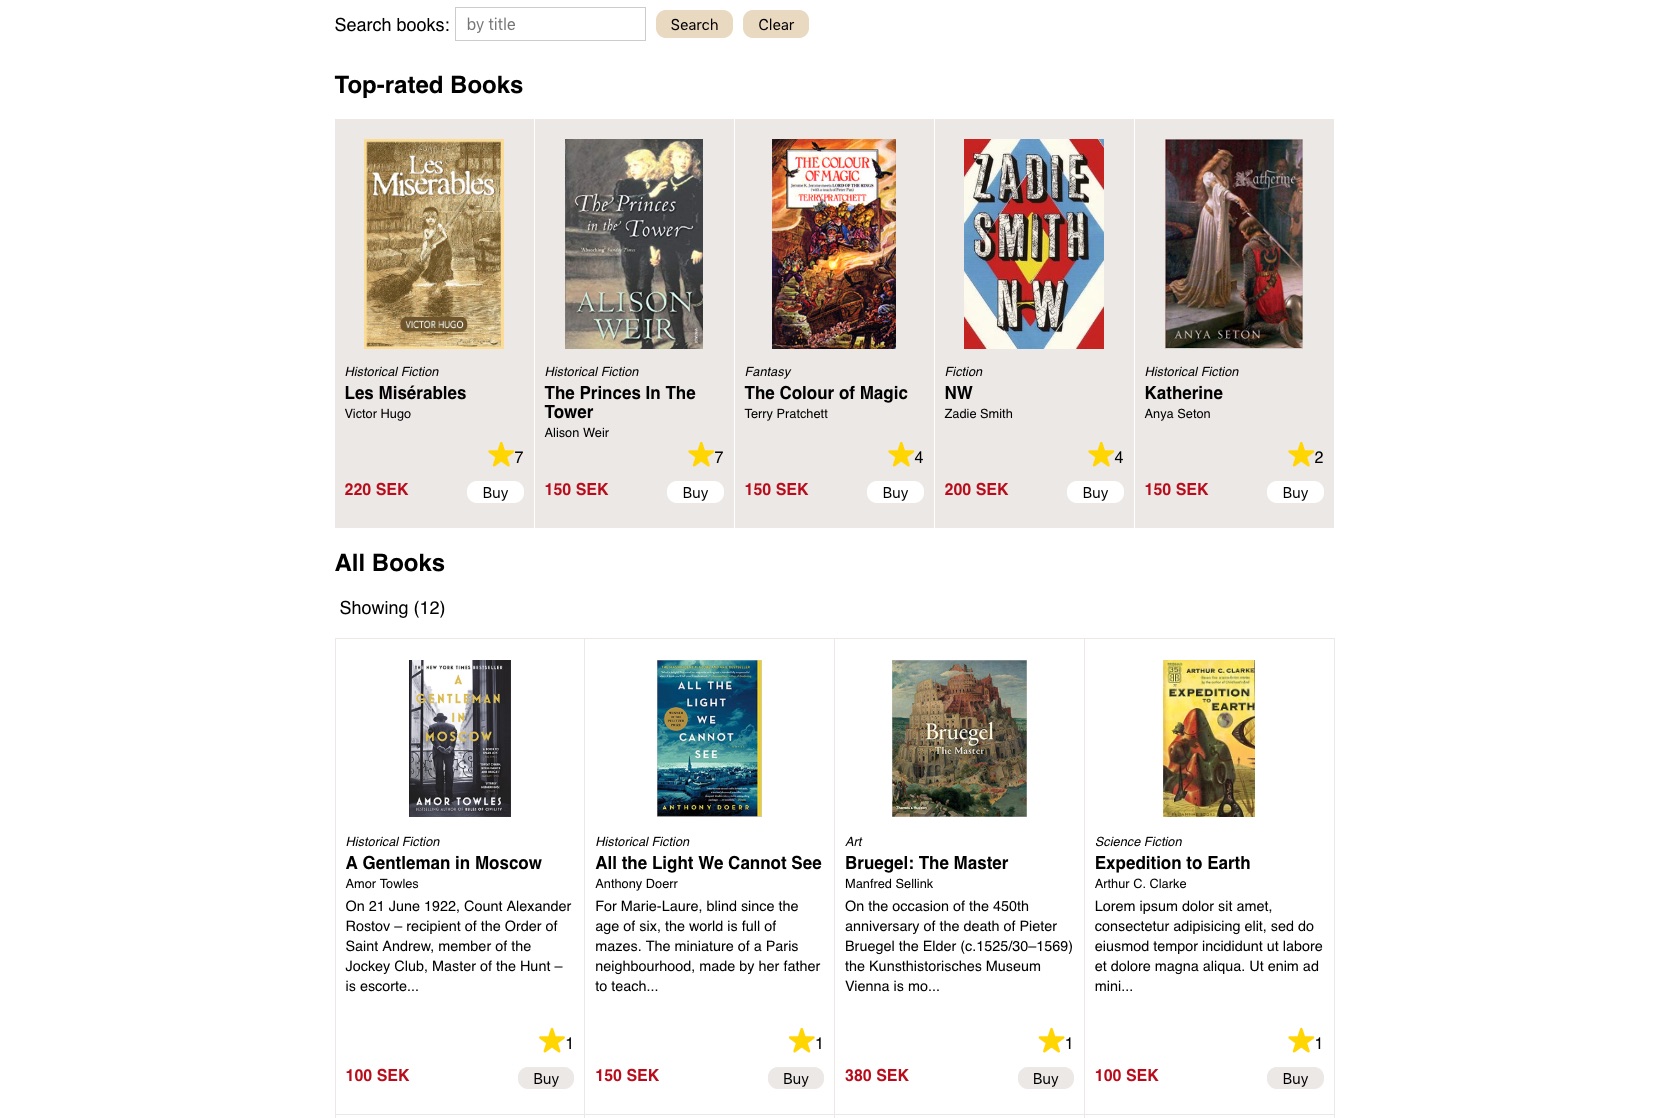 Search books: by title Search Clear
Top-rated Books
Les
Misérables
VICTOR HUGO
The Princes
in the Tower
ALISON
WEIR
THE COLOUR
OF MAGIC
TERRY PRATCHETT
ZADIE
SMITH
NW
Katherine
ANYA SETON
Historical Fiction
Les Misérables
Victor Hugo
7
220 SEK Buy
Historical Fiction
The Princes In The
Tower
Alison Weir
7
150 SEK Buy
Fantasy
The Colour of Magic
Terry Pratchett
4
150 SEK Buy
Fiction
NW
Zadie Smith
4
200 SEK Buy
Historical Fiction
Katherine
Anya Seton
2
150 SEK Buy
All Books
Showing (12)
NEW YORK TIMES BESTSELLER
A
GENTLEMAN
IN
MOSCOW
AMOR TOWLES
ALL THE
LIGHT
WE
CANNOT
SEE
ANTHONY DOERR
Bruegel
The Master
ARTHUR C. CLARKE
EXPEDITION
TO
EARTH
Historical Fiction
A Gentleman in Moscow
Amor Towles
On 21 June 1922, Count Alexander
Rostov – recipient of the Order of
Saint Andrew, member of the
Jockey Club, Master of the Hunt –
is escorte...
1
100 SEK Buy
Historical Fiction
All the Light We Cannot See
Anthony Doerr
For Marie-Laure, blind since the
age of six, the world is full of
mazes. The miniature of a Paris
neighbourhood, made by her father
to teach...
1
150 SEK Buy
Art
Bruegel: The Master
Manfred Sellink
On the occasion of the 450th
anniversary of the death of Pieter
Bruegel the Elder (c.1525/30–1569)
the Kunsthistorisches Museum
Vienna is mo...
1
380 SEK Buy
Science Fiction
Expedition to Earth
Arthur C. Clarke
Lorem ipsum dolor sit amet,
consectetur adipisicing elit, sed do
eiusmod tempor incididunt ut labore
et dolore magna aliqua. Ut enim ad
mini...
1
100 SEK Buy